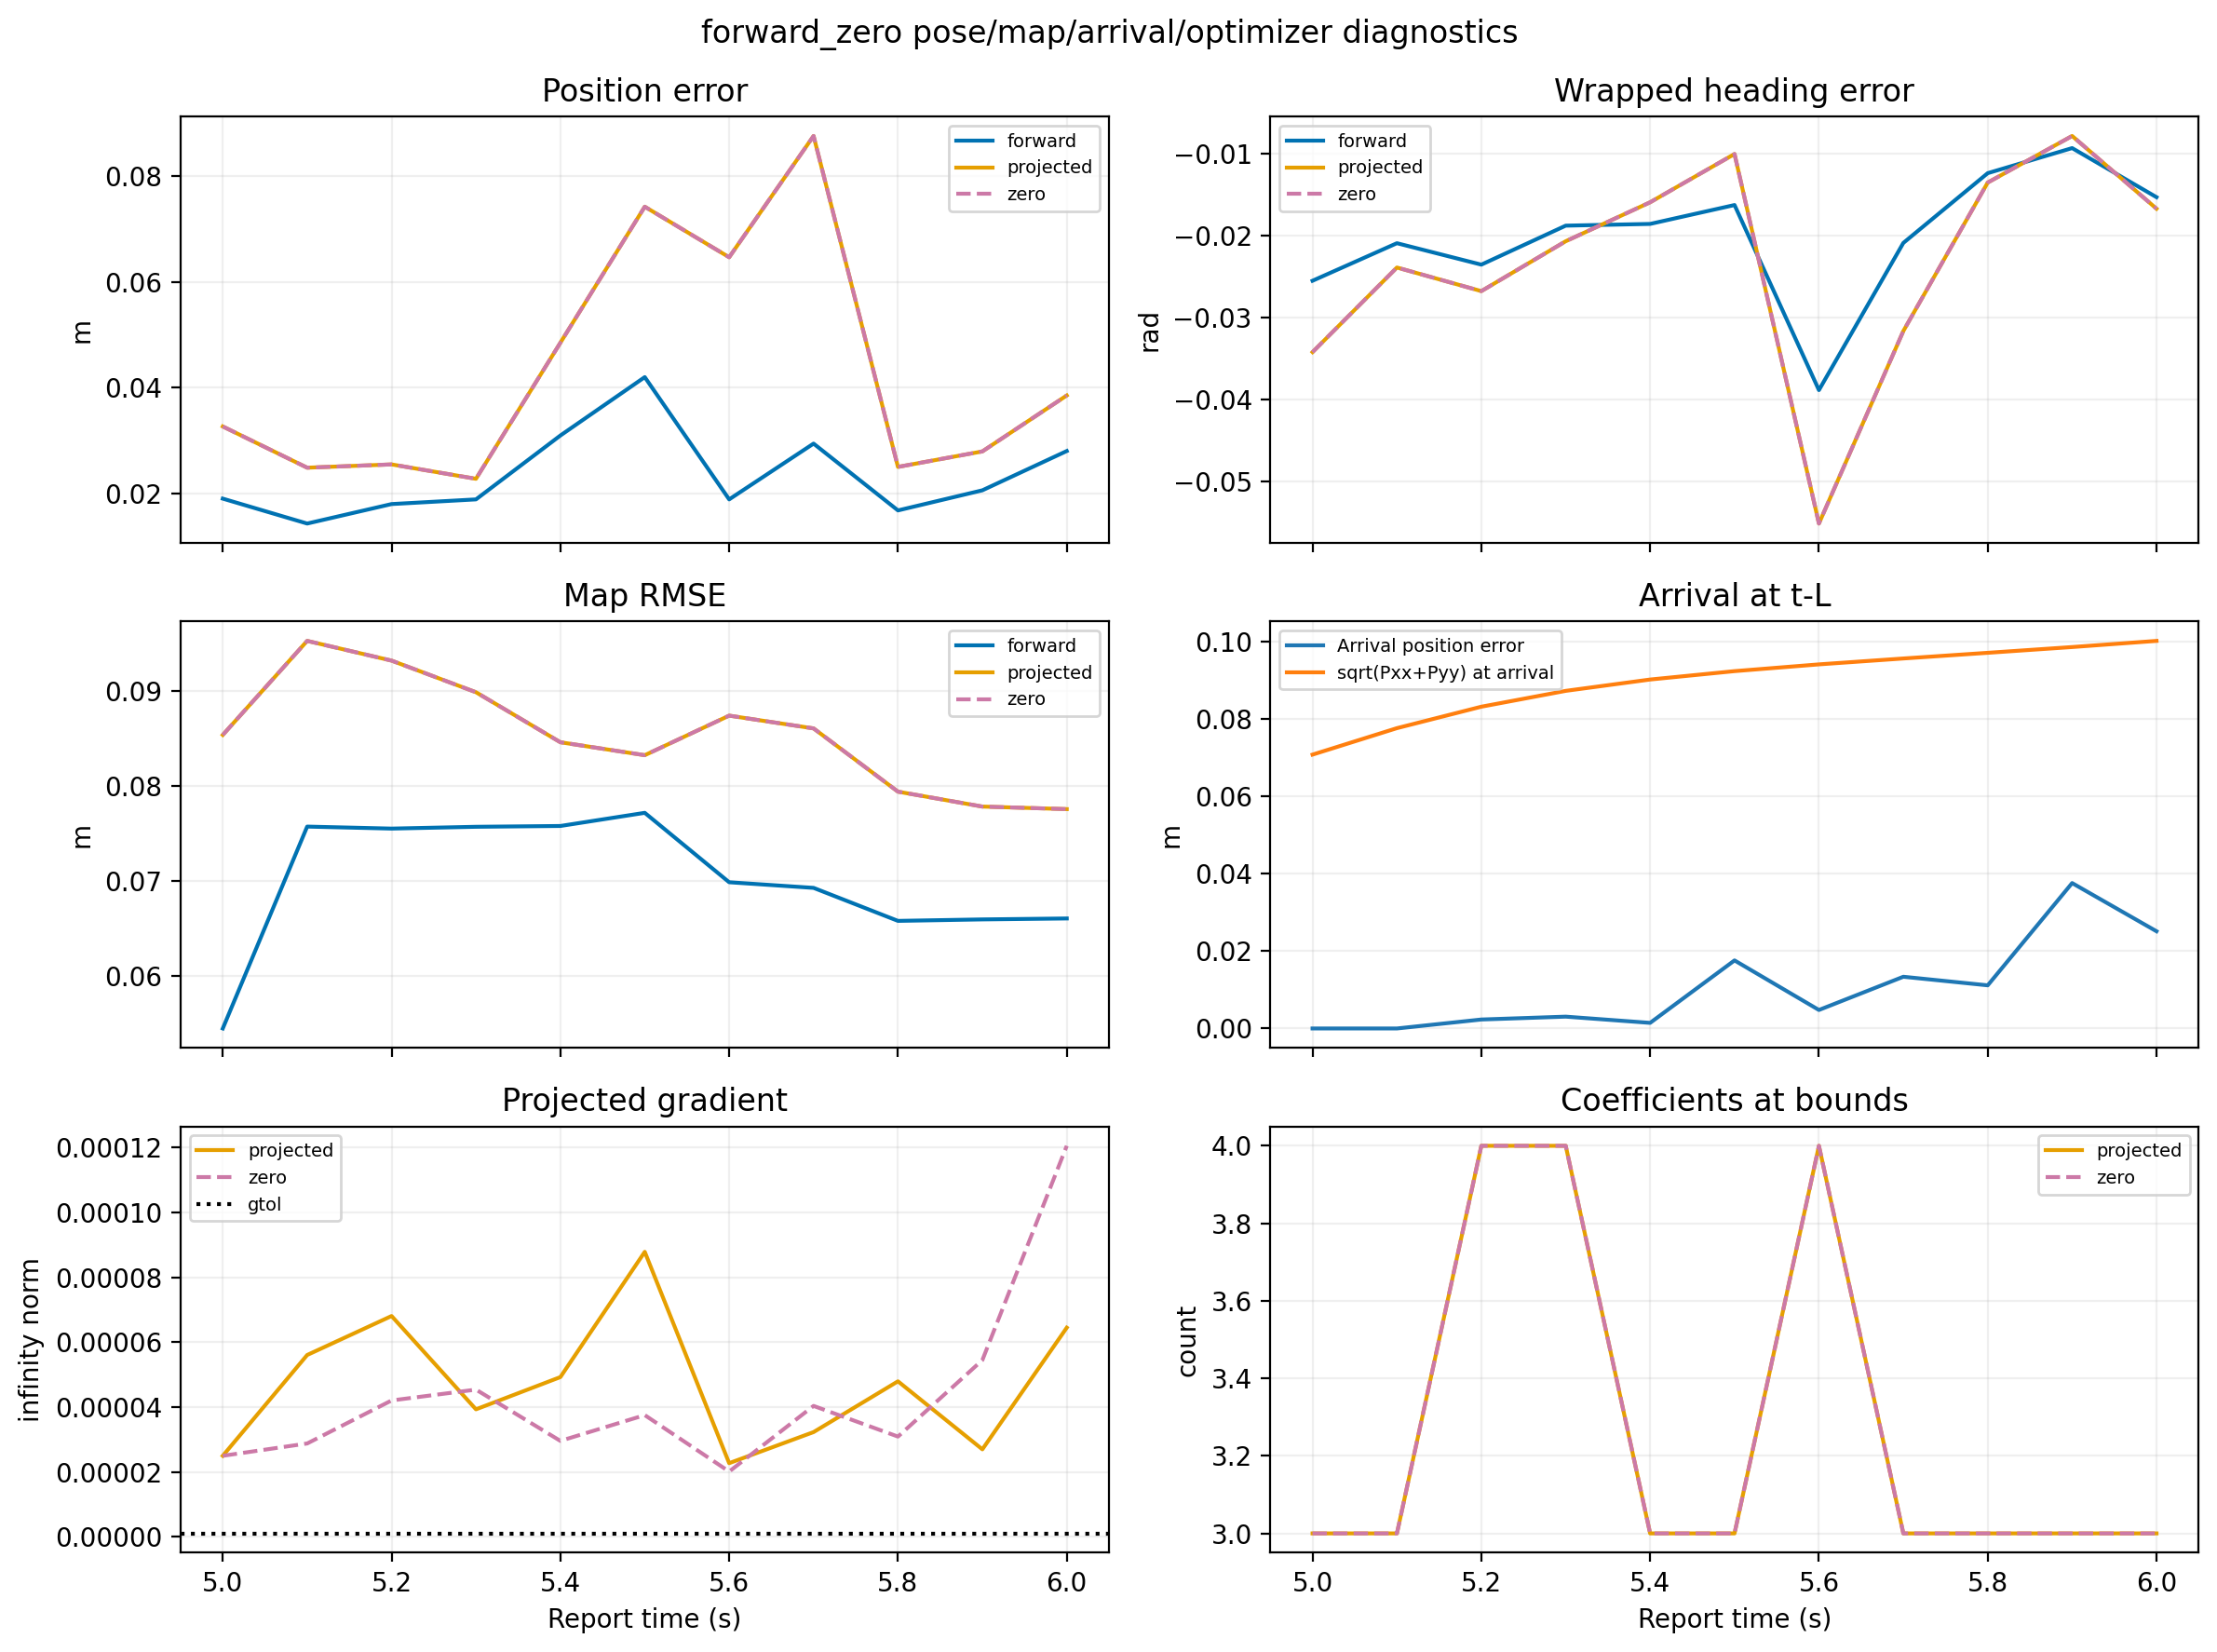 forward_zero pose/map/arrival/optimizer diagnostics
Position error
m
0.08
0.06
0.04
0.02
forward
projected
zero
Wrapped heading error
rad
−0.01
−0.02
−0.03
−0.04
−0.05
forward
projected
zero
Map RMSE
m
0.09
0.08
0.07
0.06
forward
projected
zero
Arrival at t-L
m
0.10
0.08
0.06
0.04
0.02
0.00
Arrival position error
sqrt(Pxx+Pyy) at arrival
Projected gradient
infinity norm
0.00012
0.00010
0.00008
0.00006
0.00004
0.00002
0.00000
projected
zero
gtol
5.0 5.2 5.4 5.6 5.8 6.0
Report time (s)
Coefficients at bounds
count
4.0
3.8
3.6
3.4
3.2
3.0
projected
zero
5.0 5.2 5.4 5.6 5.8 6.0
Report time (s)